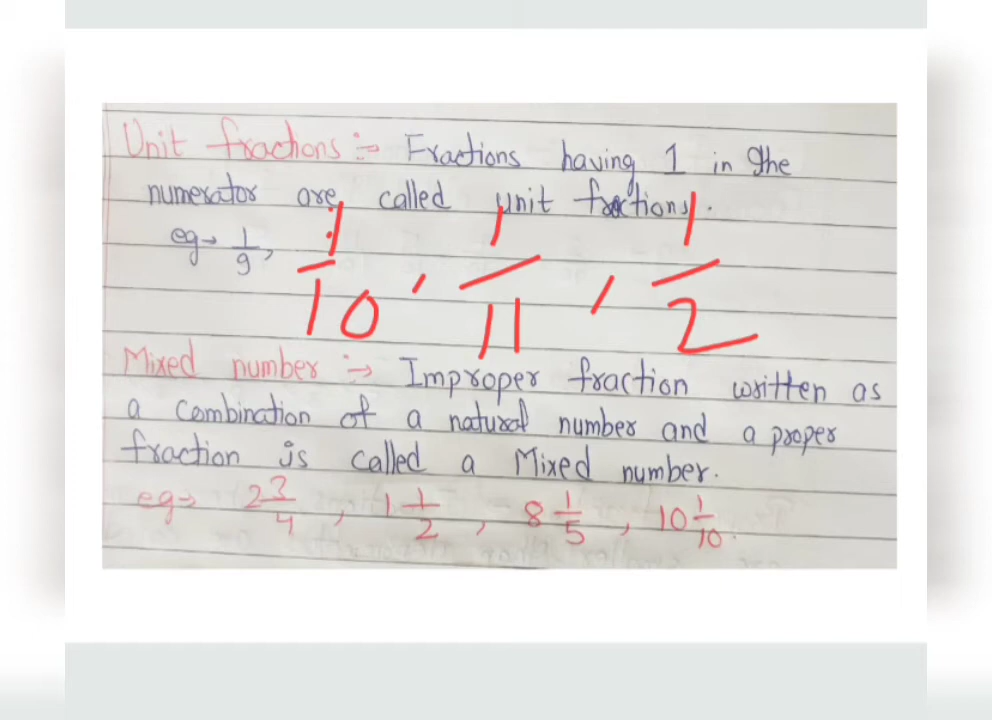 Unit fractions :- Fractions having 1 in the
numerator are called unit fractions.
eg→ 1/9, 1/10, 1/11, 1/2
Mixed number :→ Improper fraction written as
a combination of a natural number and a proper
fraction is called a Mixed number.
eg→ 2 3/4, 1 1/2, 8 1/5, 10 1/10.